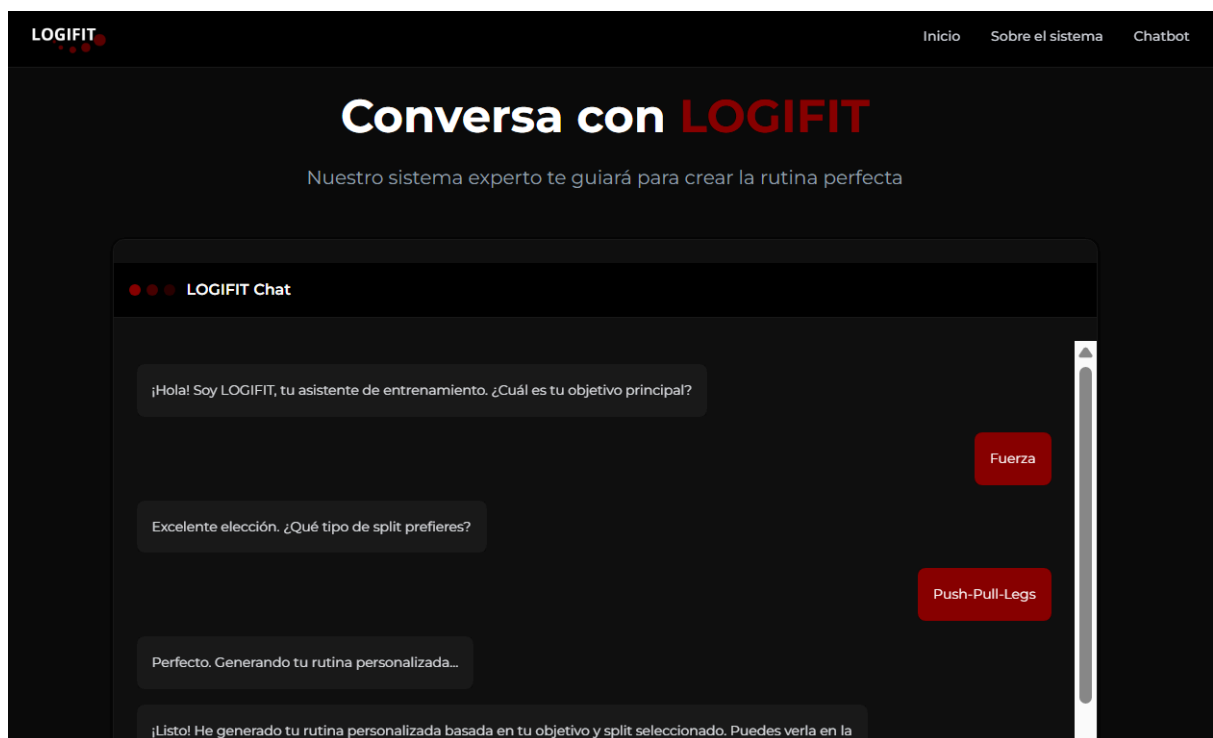 LOGIFIT
Inicio Sobre el sistema Chatbot
Conversa con LOGIFIT
Nuestro sistema experto te guiará para crear la rutina perfecta
LOGIFIT Chat
¡Hola! Soy LOGIFIT, tu asistente de entrenamiento. ¿Cuál es tu objetivo principal?
Fuerza
Excelente elección. ¿Qué tipo de split prefieres?
Push-Pull-Legs
Perfecto. Generando tu rutina personalizada...
¡Listo! He generado tu rutina personalizada basada en tu objetivo y split seleccionado. Puedes verla en la